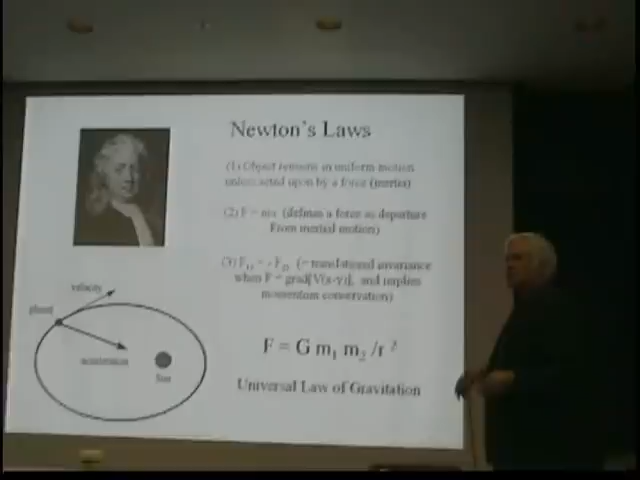 Newton's Laws
(1) Object remains in uniform motion
unless acted upon by a force (inertia)
(2) F = ma (defines a force as departure
From inertial motion)
(3) F₁₂ = - F₂₁ (= translational invariance
when F = grad[V(x-y)], and implies
momentum conservation)
F = G m₁ m₂ /r ²
Universal Law of Gravitation
velocity
planet
acceleration
Sun